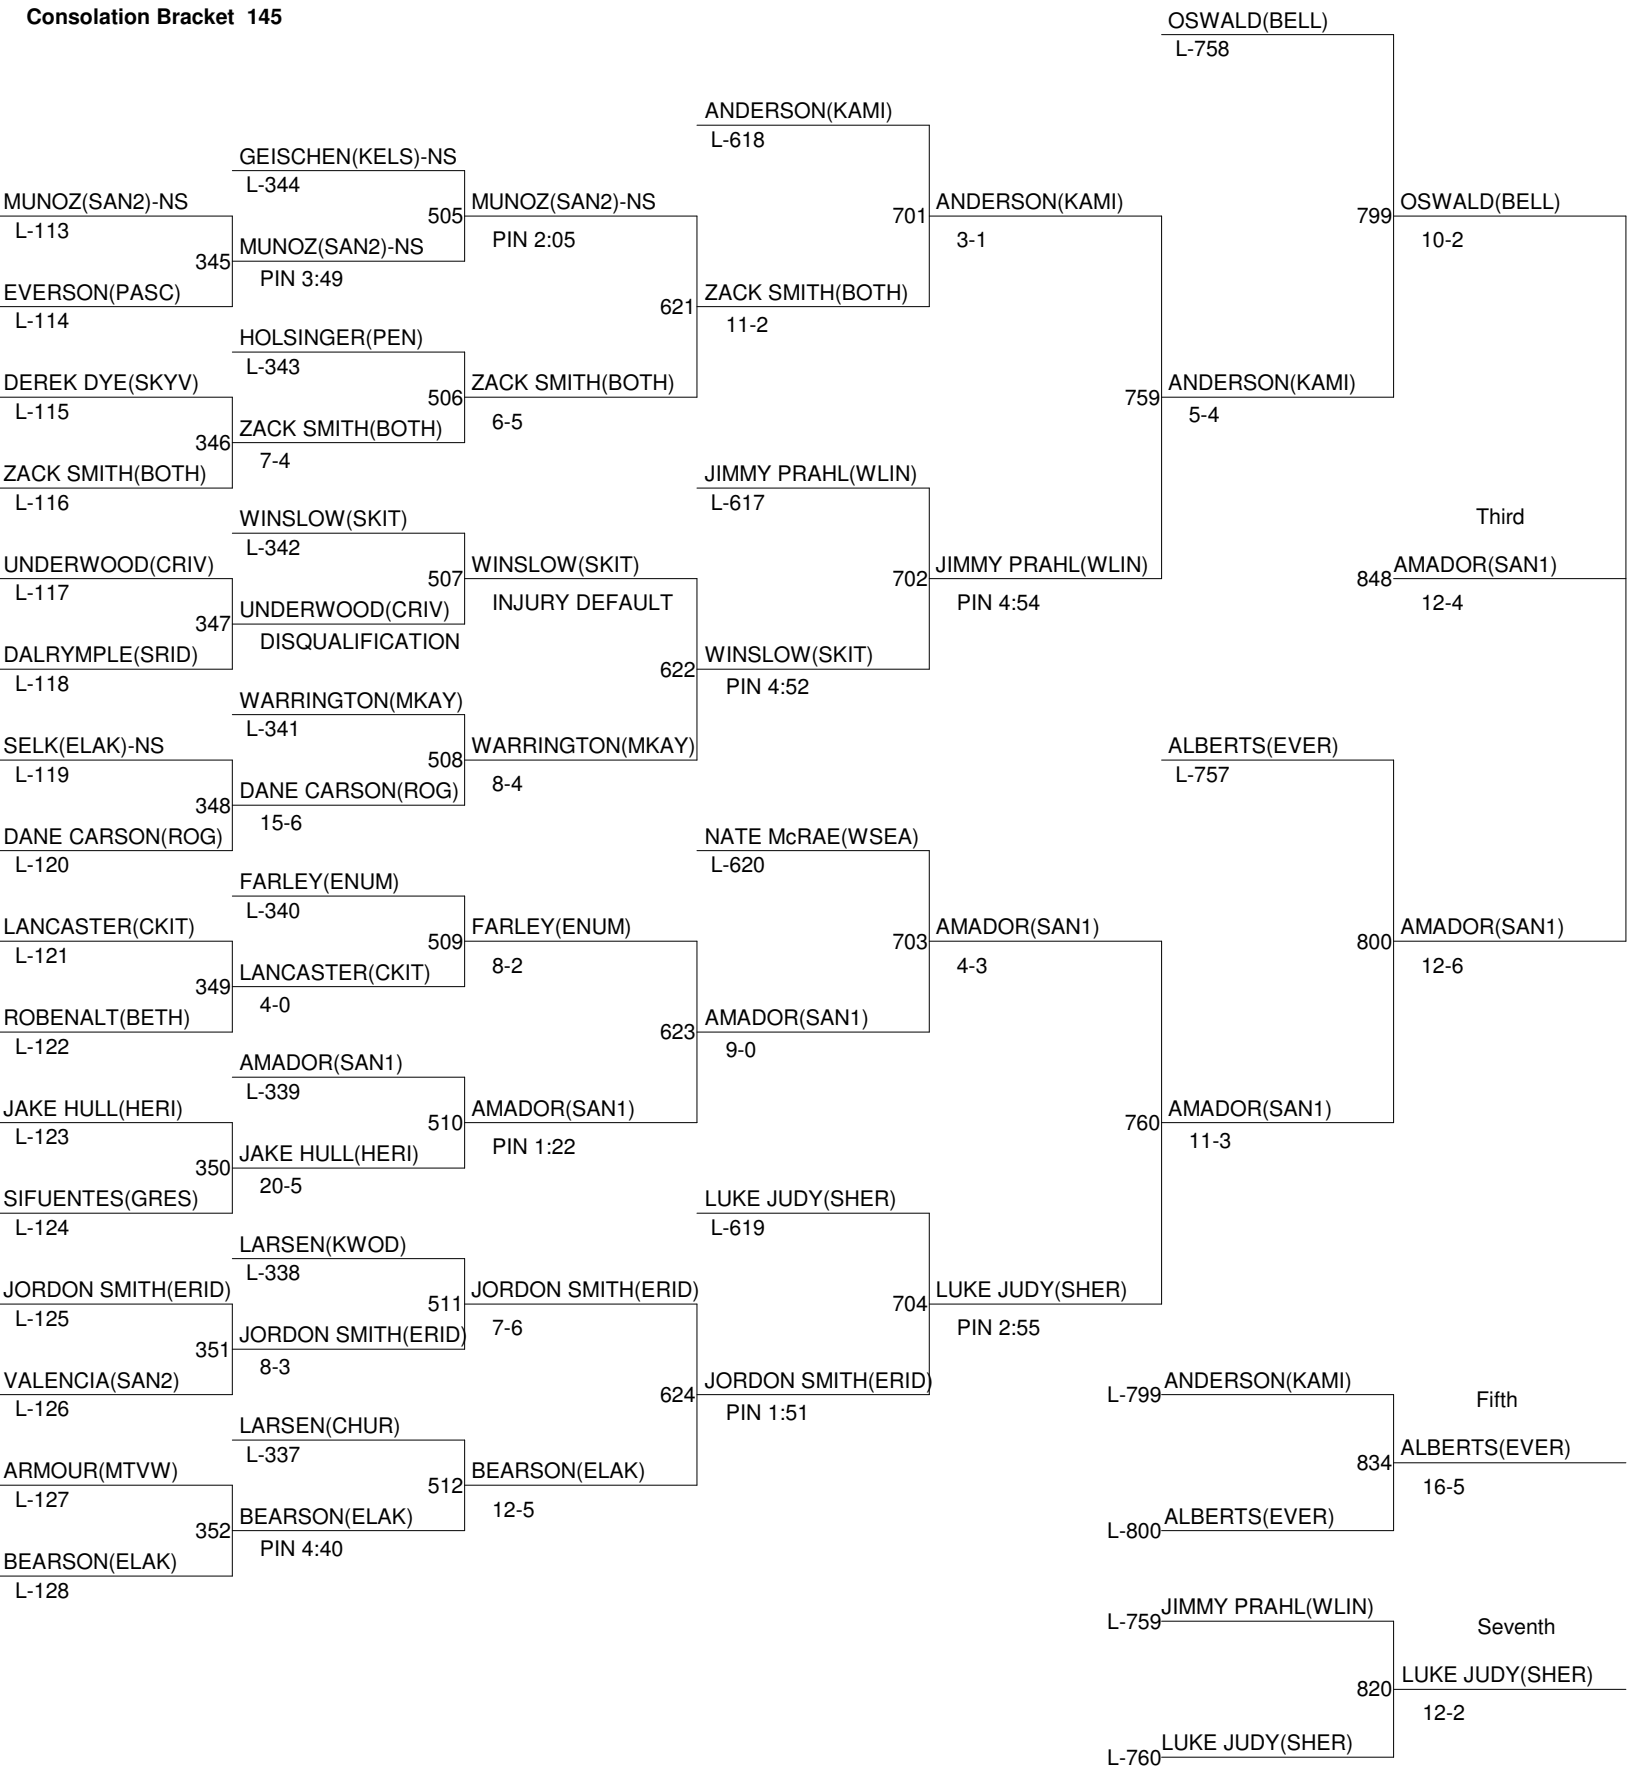 Consolation Bracket 145
MUNOZ(SAN2)-NS
L-113
EVERSON(PASC)
L-114
DEREK DYE(SKYV)
L-115
ZACK SMITH(BOTH)
L-116
UNDERWOOD(CRIV)
L-117
DALRYMPLE(SRID)
L-118
SELK(ELAK)-NS
L-119
DANE CARSON(ROG)
L-120
LANCASTER(CKIT)
L-121
ROBENALT(BETH)
L-122
JAKE HULL(HERI)
L-123
SIFUENTES(GRES)
L-124
JORDON SMITH(ERID)
L-125
VALENCIA(SAN2)
L-126
ARMOUR(MTVW)
L-127
BEARSON(ELAK)
L-128
GEISCHEN(KELS)-NS
L-344
345
MUNOZ(SAN2)-NS
PIN 3:49
HOLSINGER(PEN)
L-343
346
ZACK SMITH(BOTH)
7-4
WINSLOW(SKIT)
L-342
347
UNDERWOOD(CRIV)
DISQUALIFICATION
WARRINGTON(MKAY)
L-341
348
DANE CARSON(ROG)
15-6
FARLEY(ENUM)
L-340
349
LANCASTER(CKIT)
4-0
AMADOR(SAN1)
L-339
350
JAKE HULL(HERI)
20-5
LARSEN(KWOD)
L-338
351
JORDON SMITH(ERID)
8-3
LARSEN(CHUR)
L-337
352
BEARSON(ELAK)
PIN 4:40
505
MUNOZ(SAN2)-NS
PIN 2:05
506
ZACK SMITH(BOTH)
6-5
507
WINSLOW(SKIT)
INJURY DEFAULT
508
WARRINGTON(MKAY)
8-4
509
FARLEY(ENUM)
8-2
510
AMADOR(SAN1)
PIN 1:22
511
JORDON SMITH(ERID)
7-6
512
BEARSON(ELAK)
12-5
ANDERSON(KAMI)
L-618
621
ZACK SMITH(BOTH)
11-2
JIMMY PRAHL(WLIN)
L-617
622
WINSLOW(SKIT)
PIN 4:52
NATE McRAE(WSEA)
L-620
623
AMADOR(SAN1)
9-0
LUKE JUDY(SHER)
L-619
624
JORDON SMITH(ERID)
PIN 1:51
701
ANDERSON(KAMI)
3-1
702
JIMMY PRAHL(WLIN)
PIN 4:54
703
AMADOR(SAN1)
4-3
704
LUKE JUDY(SHER)
PIN 2:55
OSWALD(BELL)
L-758
759
ANDERSON(KAMI)
5-4
ALBERTS(EVER)
L-757
760
AMADOR(SAN1)
11-3
799
OSWALD(BELL)
10-2
Third
848
AMADOR(SAN1)
12-4
800
AMADOR(SAN1)
12-6
L-799
ANDERSON(KAMI)
L-800
ALBERTS(EVER)
Fifth
834
ALBERTS(EVER)
16-5
L-759
JIMMY PRAHL(WLIN)
L-760
LUKE JUDY(SHER)
Seventh
820
LUKE JUDY(SHER)
12-2